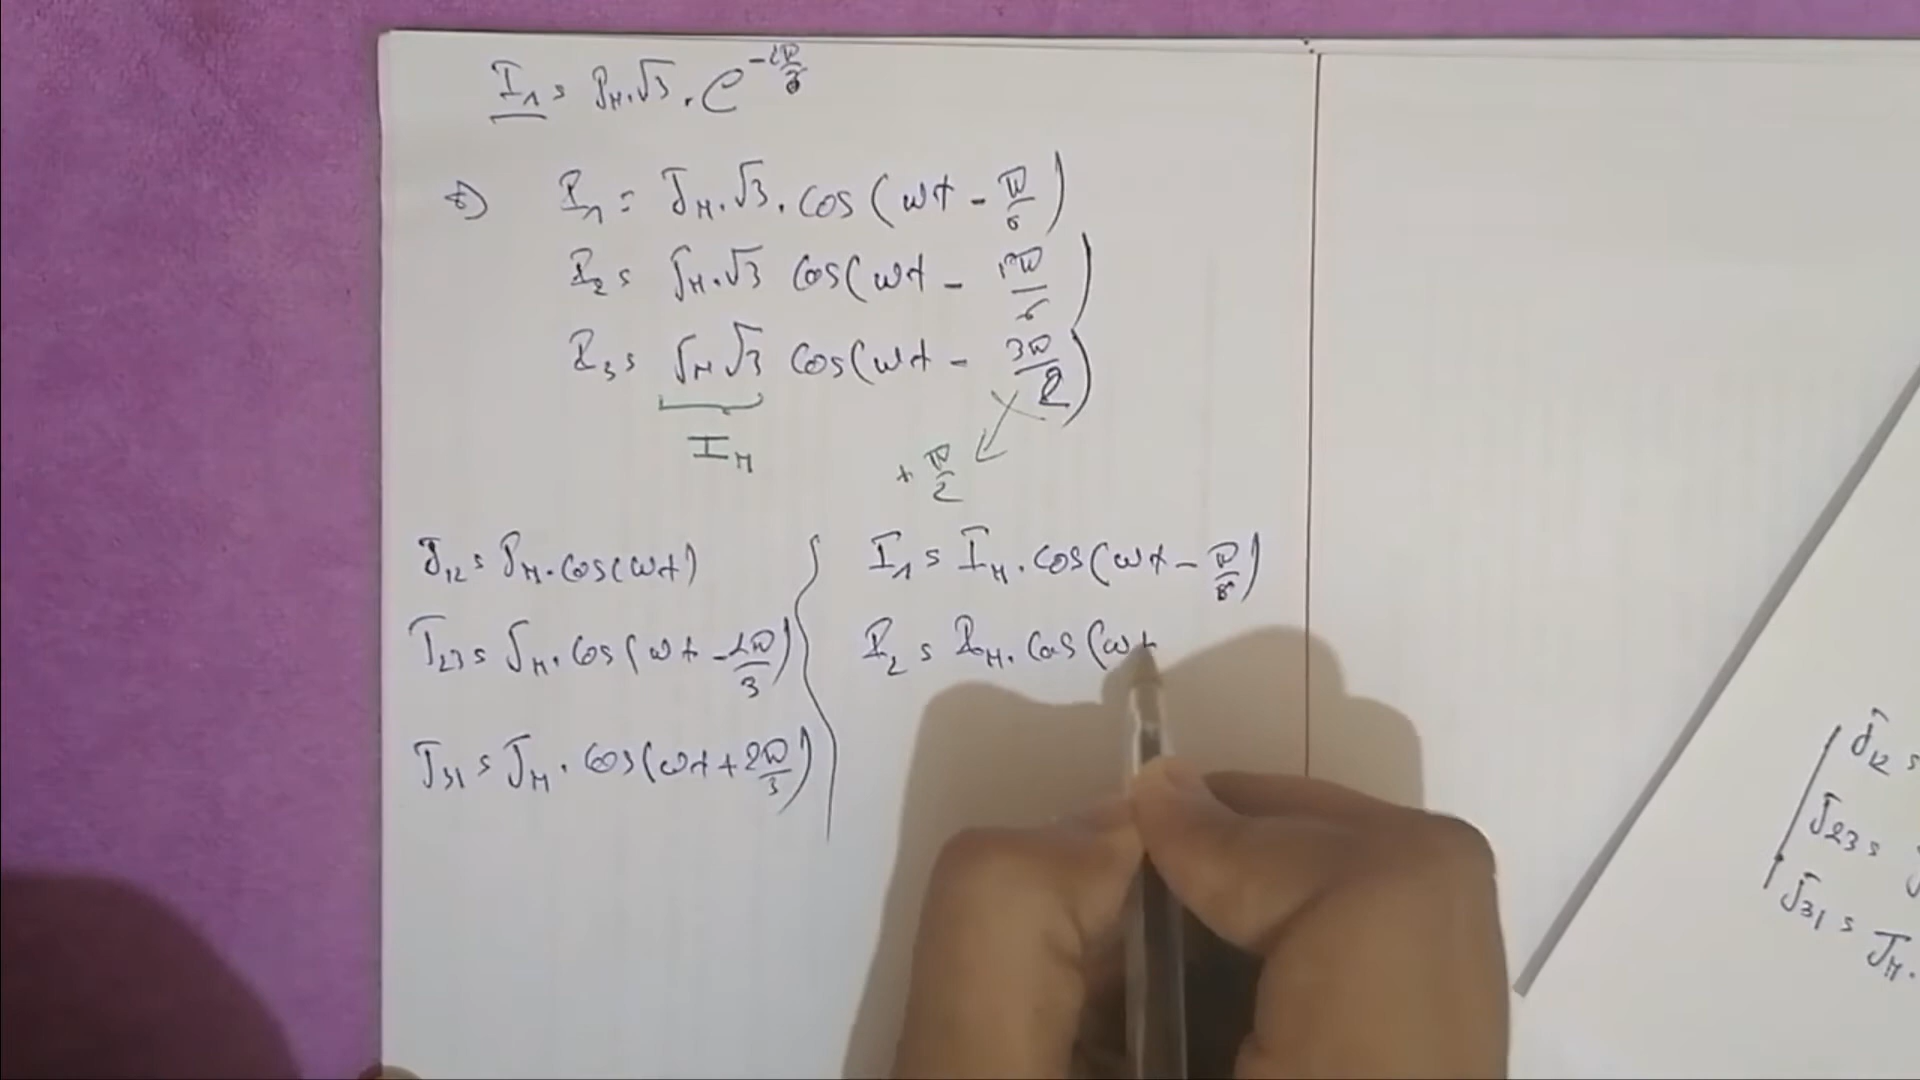 I₁ = J_M.√3 . e^(-iπ/6)
⇒ I₁ = J_M.√3 . cos(ωt - π/6)
I₂ = J_M.√3 cos(ωt - 5π/6)
I₃ = J_M √3 cos(ωt - 3π/2)
I_M
+ π/2
J₁₂ = J_M . cos(ωt)
J₂₃ = J_M . cos(ωt - 2π/3)
J₃₁ = J_M . cos(ωt + 2π/3)
I₁ = I_M . cos(ωt - π/6)
I₂ = I_M . cos(ωt
J₁₂ =
J₂₃ =
J₃₁ = J_M .